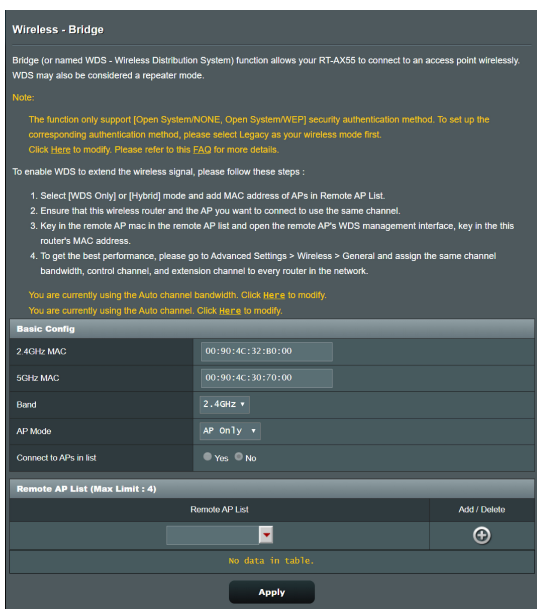 Wireless - Bridge
Bridge (or named WDS - Wireless Distribution System) function allows your RT-AX55 to connect to an access point wirelessly.
WDS may also be considered a repeater mode.
Note:
The function only support [Open System/NONE, Open System/WEP] security authentication method. To set up the
corresponding authentication method, please select Legacy as your wireless mode first.
Click Here to modify. Please refer to this FAQ for more details.
To enable WDS to extend the wireless signal, please follow these steps :
1. Select [WDS Only] or [Hybrid] mode and add MAC address of APs in Remote AP List.
2. Ensure that this wireless router and the AP you want to connect to use the same channel.
3. Key in the remote AP mac in the remote AP list and open the remote AP's WDS management interface, key in the this
router's MAC address.
4. To get the best performance, please go to Advanced Settings > Wireless > General and assign the same channel
bandwidth, control channel, and extension channel to every router in the network.
You are currently using the Auto channel bandwidth. Click Here to modify.
You are currently using the Auto channel. Click Here to modify.
Basic Config
2.4GHz MAC 00:90:4C:32:B0:00
5GHz MAC 00:90:4C:30:70:00
Band 2.4GHz
AP Mode AP Only
Connect to APs in list Yes No
Remote AP List (Max Limit : 4)
Remote AP List Add / Delete
No data in table.
Apply